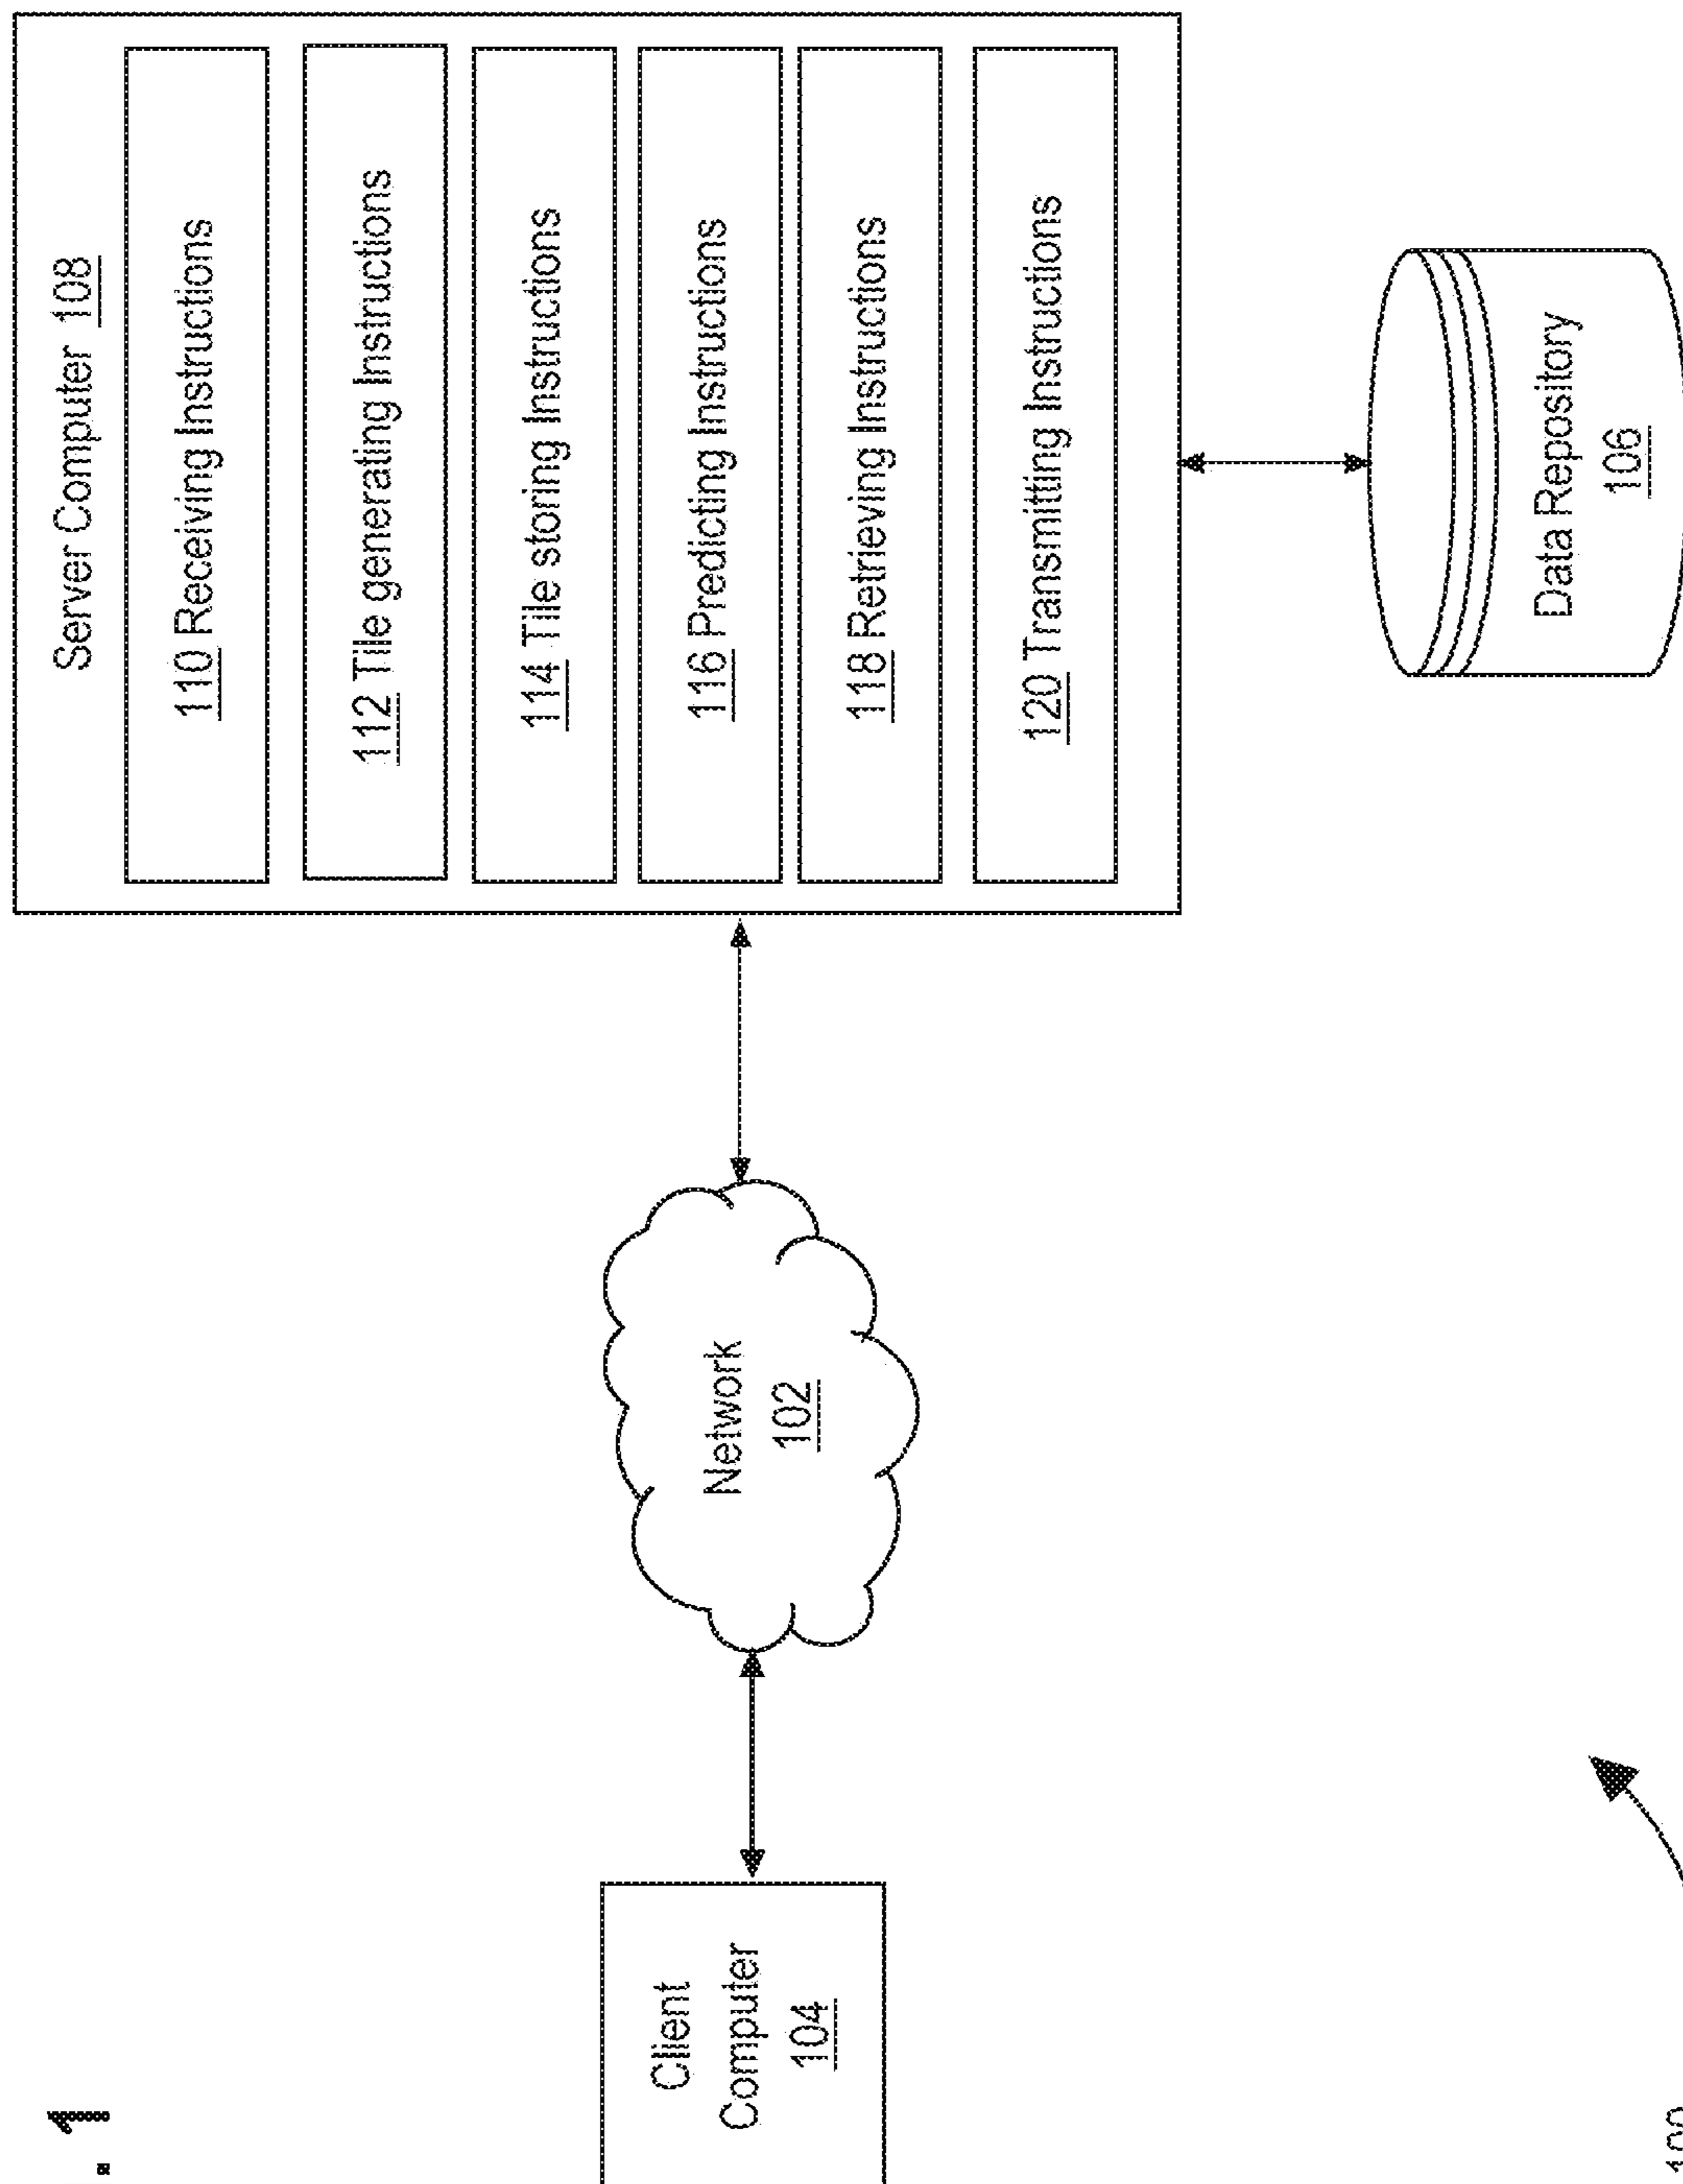 . 1
Server Computer 108
110 Receiving Instructions
112 Tile generating Instructions
114 Tile storing Instructions
116 Predicting Instructions
118 Retrieving Instructions
120 Transmitting Instructions
Client
Computer
104
Network
102
Data Repository
106